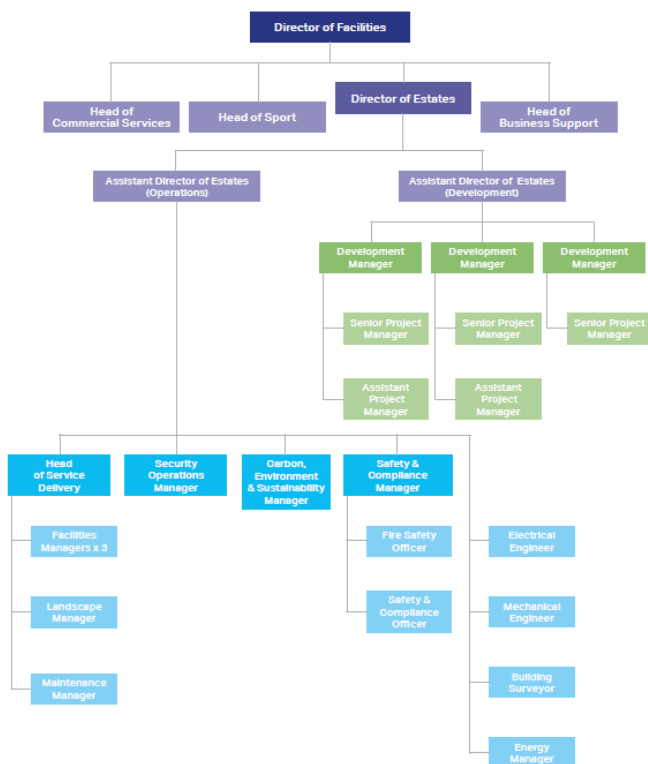 Director of Facilities
Head of
Commercial Services
Head of Sport
Director of Estates
Head of
Business Support
Assistant Director of Estates
(Operations)
Assistant Director of Estates
(Development)
Development
Manager
Development
Manager
Development
Manager
Senior Project
Manager
Senior Project
Manager
Senior Project
Manager
Assistant
Project
Manager
Assistant
Project
Manager
Head
of Service
Delivery
Security
Operations
Manager
Carbon,
Environment
& Sustainability
Manager
Safety &
Compliance
Manager
Facilities
Managers x 3
Fire Safety
Officer
Electrical
Engineer
Landscape
Manager
Safety &
Compliance
Officer
Mechanical
Engineer
Maintenance
Manager
Building
Surveyor
Energy
Manager